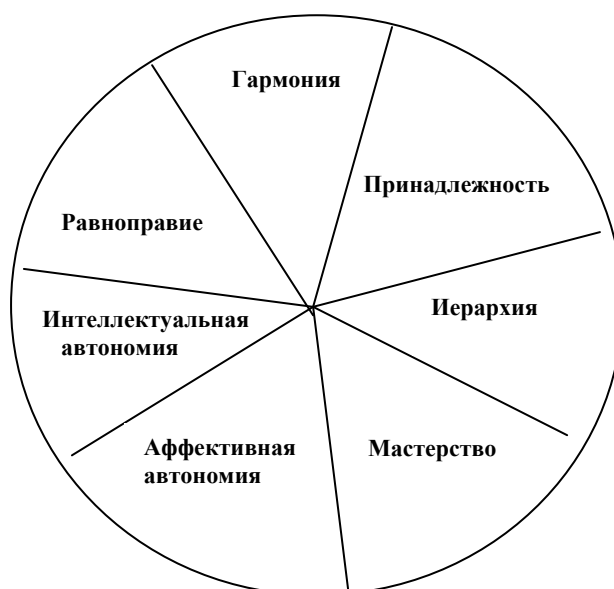 Гармония
Принадлежность
Равноправие
Иерархия
Интеллектуальная
автономия
Аффективная
автономия
Мастерство